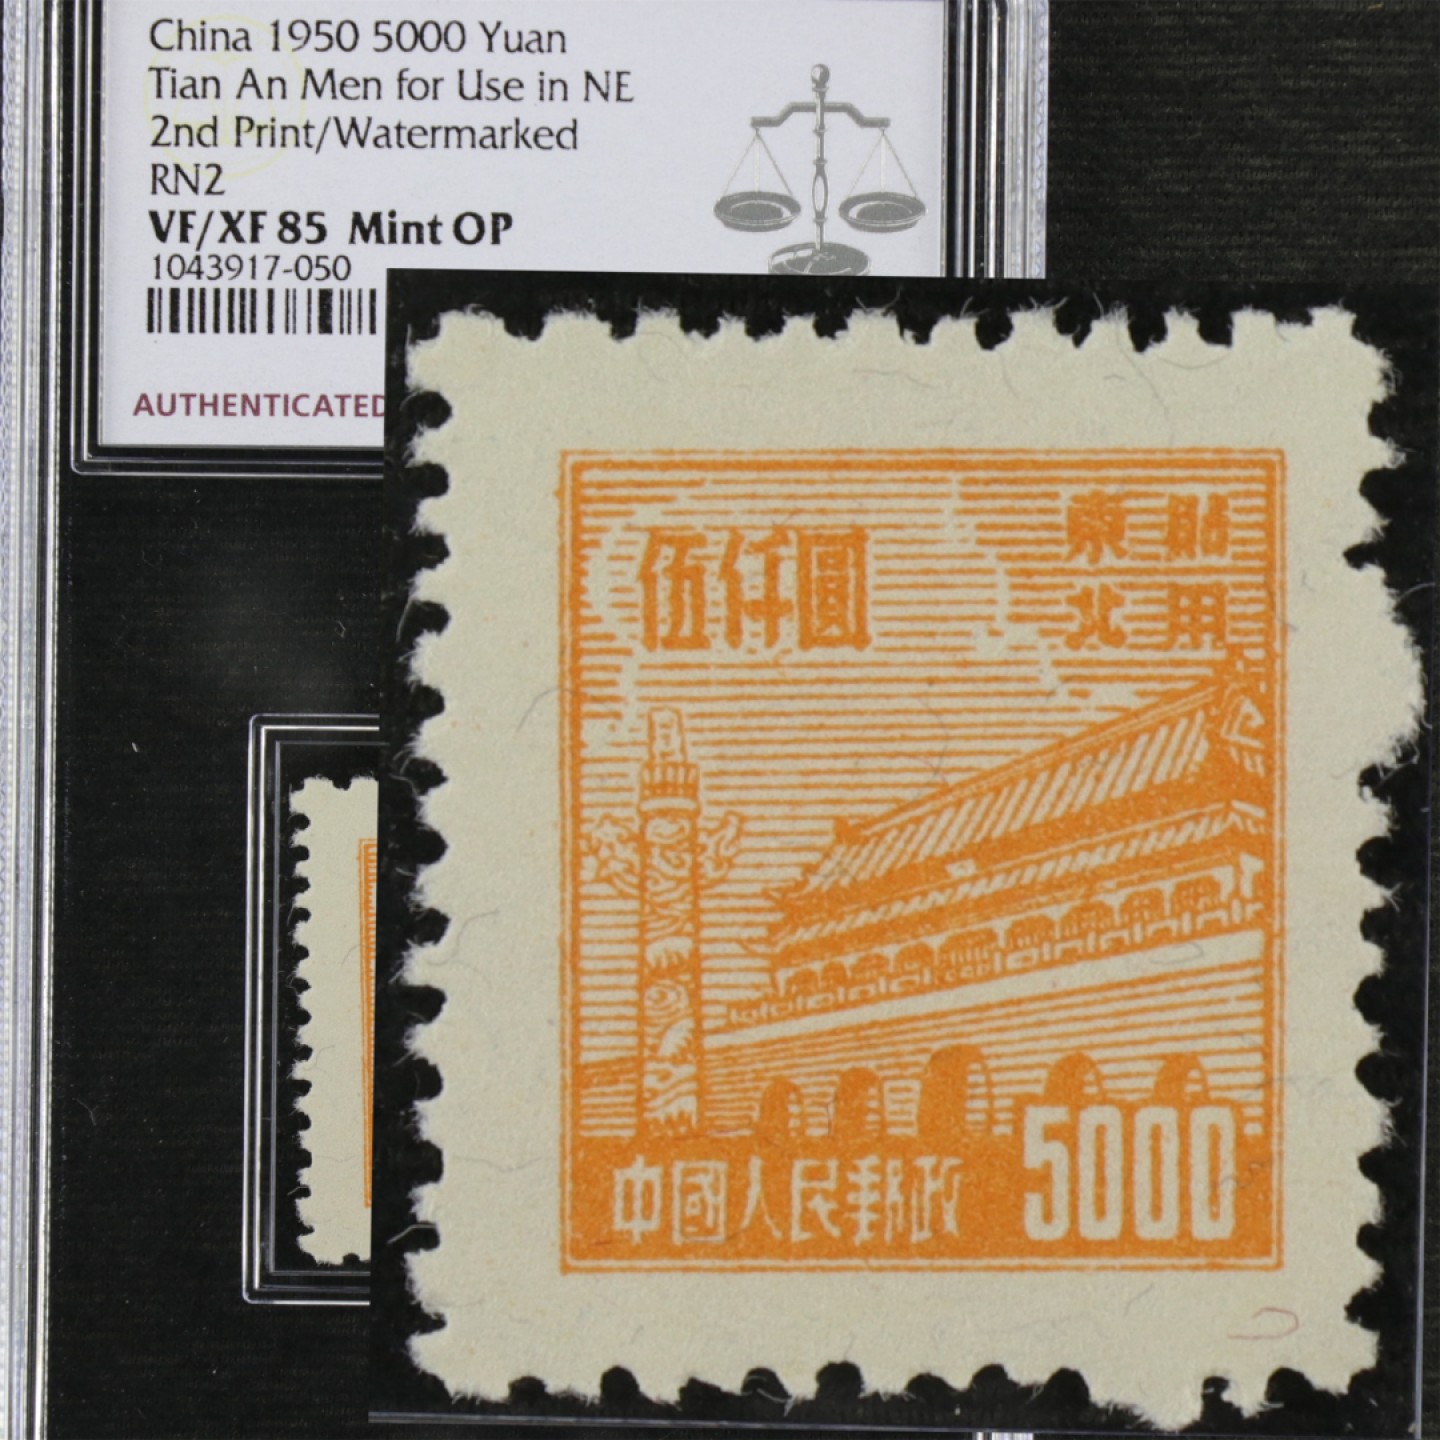 China 1950 5000 Yuan
Tian An Men for Use in NE
2nd Print/Watermarked
RN2
VF/XF 85 Mint OP
1043917-050
AUTHENTICATED
伍仟圓
東北 貼用
中國人民郵政
5000